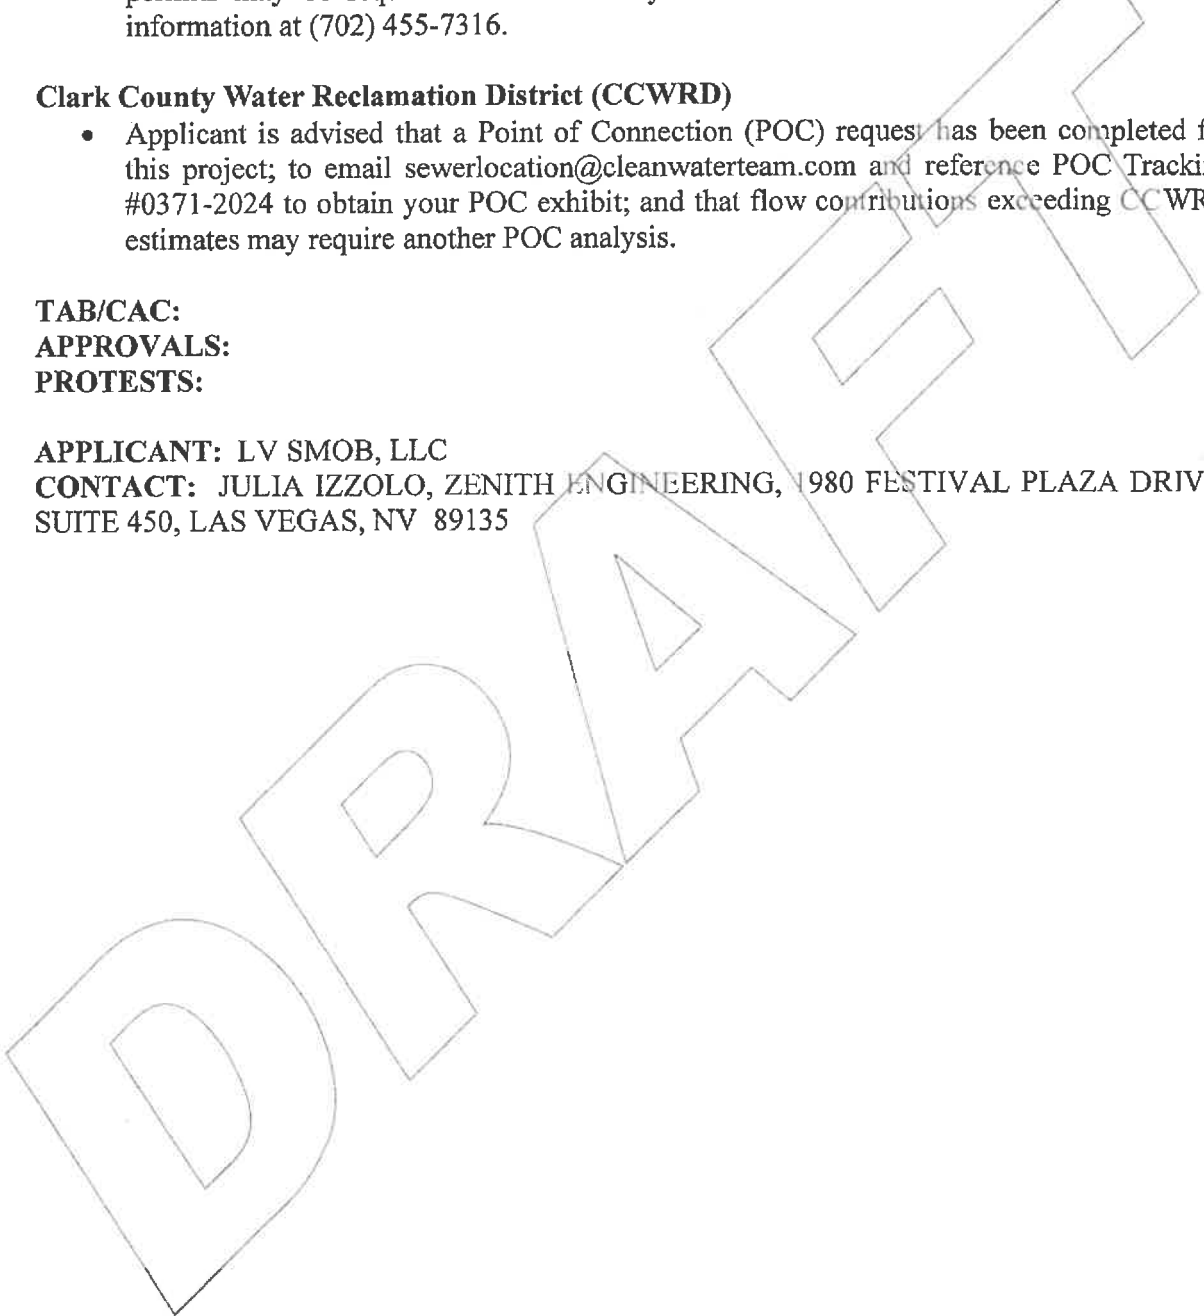 information at (702) 455-7316.
Clark County Water Reclamation District (CCWRD)
• Applicant is advised that a Point of Connection (POC) request has been completed f
this project; to email sewerlocation@cleanwaterteam.com and reference POC Tracki
#0371-2024 to obtain your POC exhibit; and that flow contributions exceeding CCWR
estimates may require another POC analysis.
TAB/CAC:
APPROVALS:
PROTESTS:
APPLICANT: LV SMOB, LLC
CONTACT: JULIA IZZOLO, ZENITH ENGINEERING, 1980 FESTIVAL PLAZA DRIV
SUITE 450, LAS VEGAS, NV 89135
DRAFT